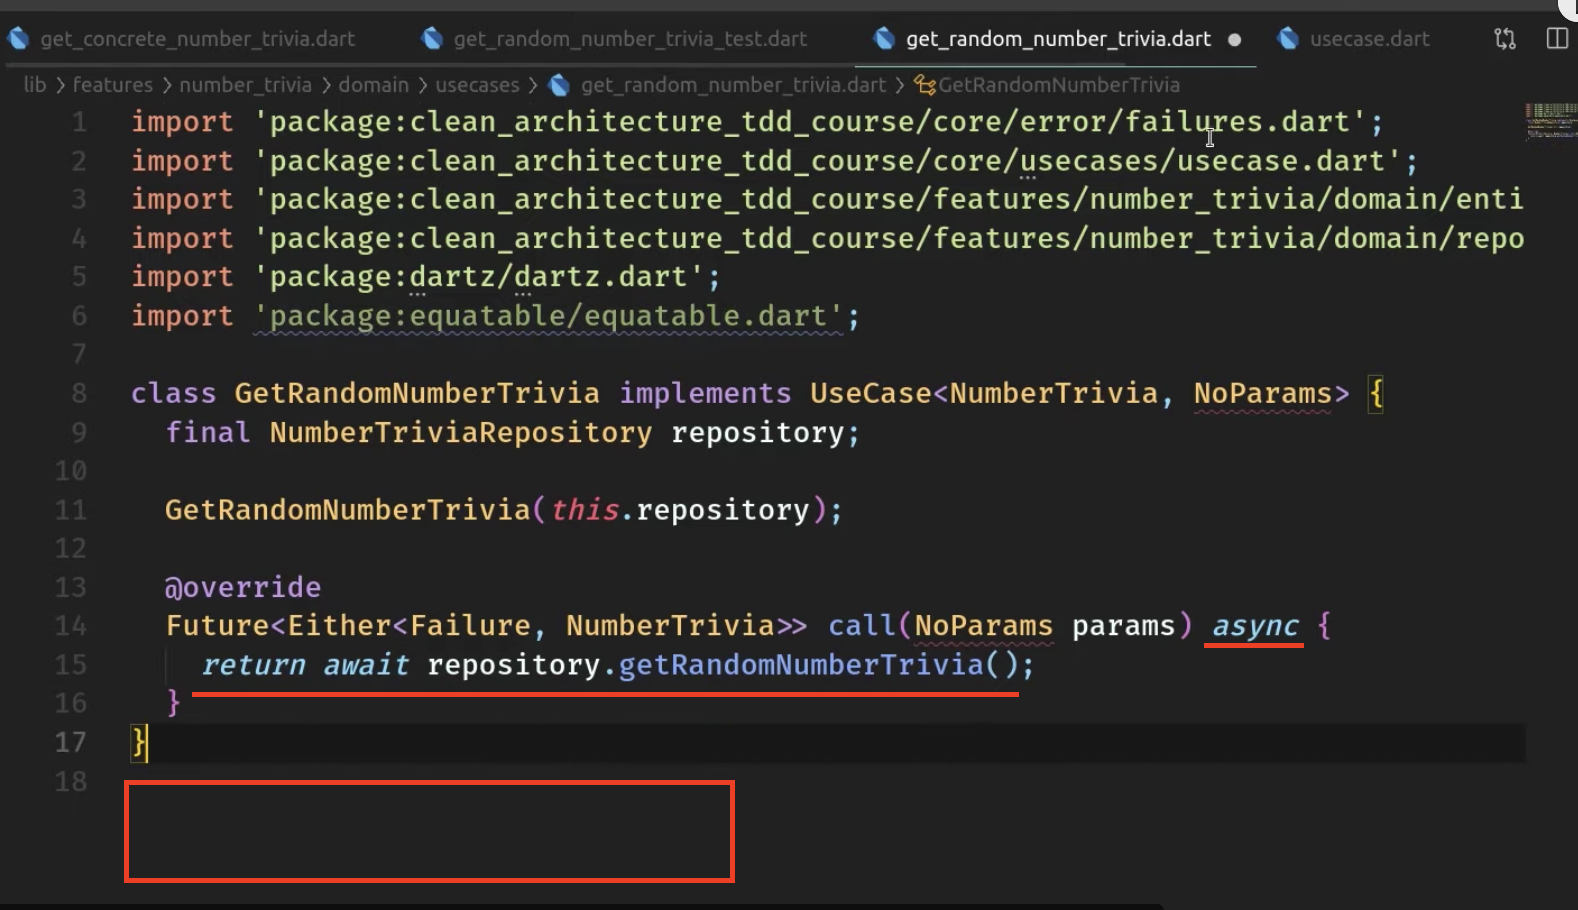 get_concrete_number_trivia.dart get_random_number_trivia_test.dart get_random_number_trivia.dart usecase.dart
lib > features > number_trivia > domain > usecases > get_random_number_trivia.dart > GetRandomNumberTrivia
1 import 'package:clean_architecture_tdd_course/core/error/failures.dart';
2 import 'package:clean_architecture_tdd_course/core/usecases/usecase.dart';
3 import 'package:clean_architecture_tdd_course/features/number_trivia/domain/enti
4 import 'package:clean_architecture_tdd_course/features/number_trivia/domain/repo
5 import 'package:dartz/dartz.dart';
6 import 'package:equatable/equatable.dart';
7
8 class GetRandomNumberTrivia implements UseCase<NumberTrivia, NoParams> {
9 final NumberTriviaRepository repository;
10
11 GetRandomNumberTrivia(this.repository);
12
13 @override
14 Future<Either<Failure, NumberTrivia>> call(NoParams params) async {
15 return await repository.getRandomNumberTrivia();
16 }
17 }
18